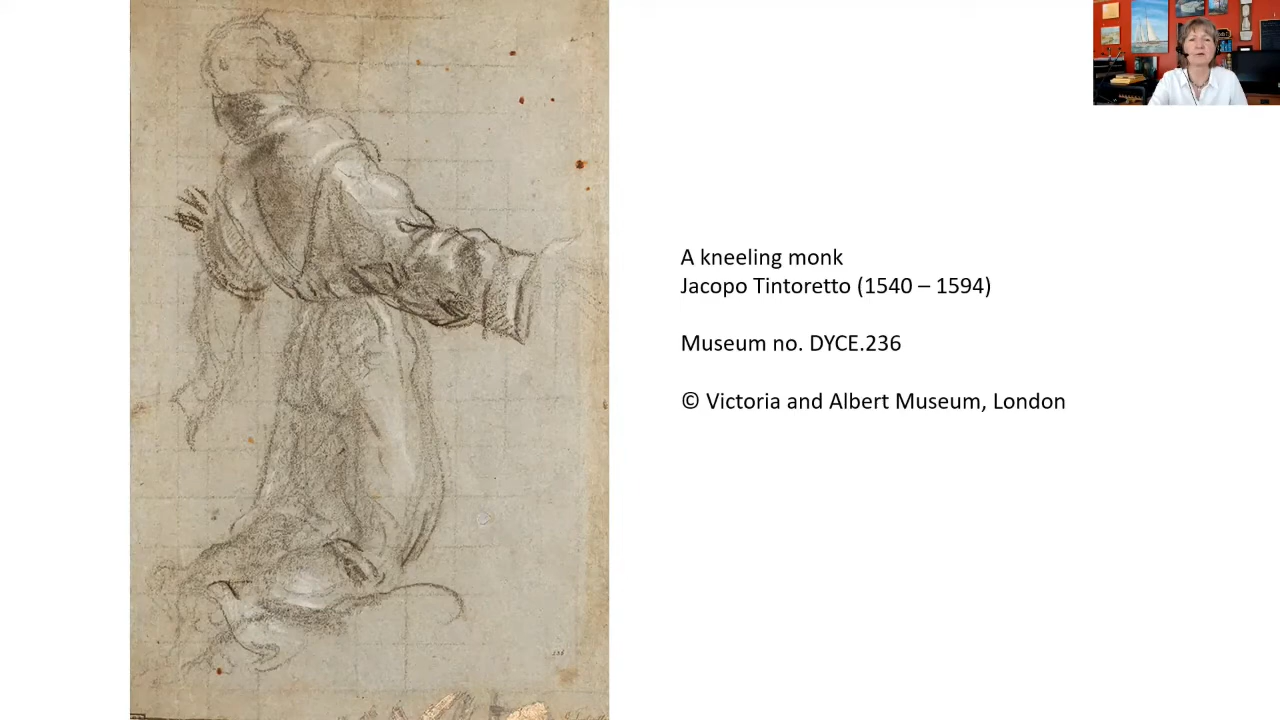 A kneeling monk
Jacopo Tintoretto (1540 – 1594)
Museum no. DYCE.236
© Victoria and Albert Museum, London